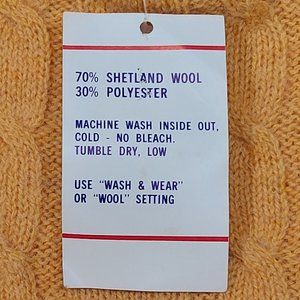 70% SHETLAND WOOL
30% POLYESTER
MACHINE WASH INSIDE OUT,
COLD - NO BLEACH.
TUMBLE DRY, LOW
USE "WASH & WEAR"
OR "WOOL" SETTING